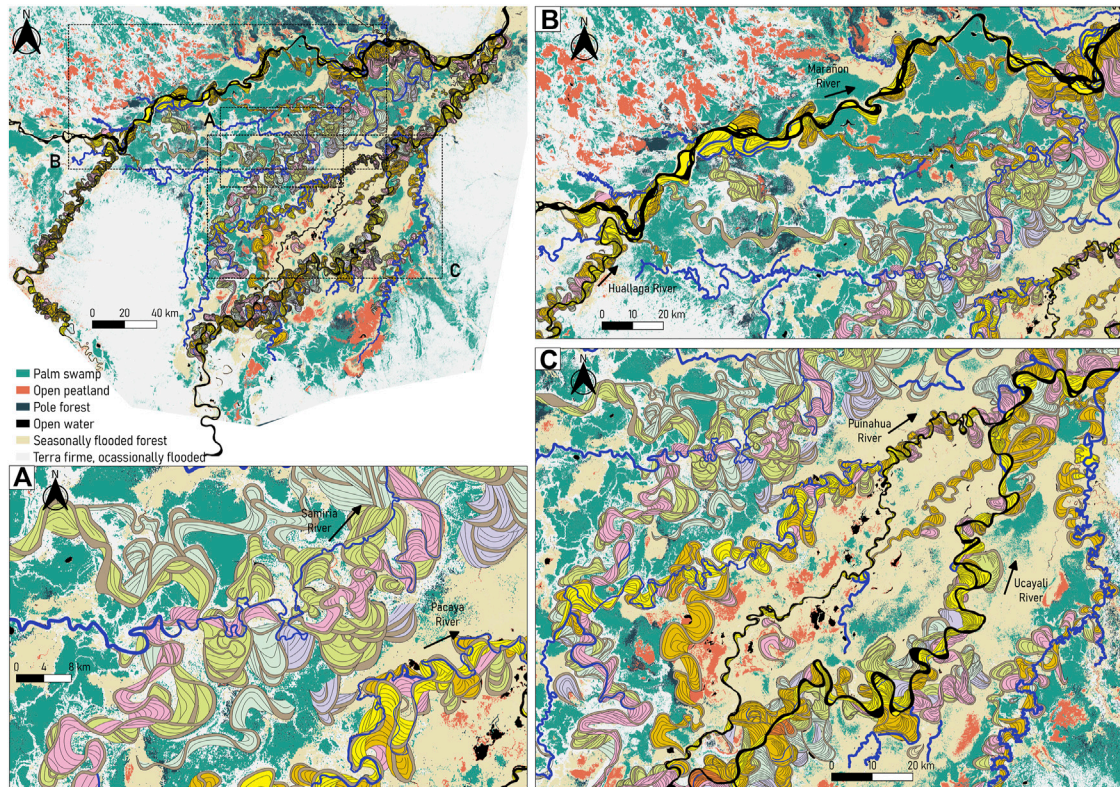 N
A
B
C
0 20 40 km
Palm swamp
Open peatland
Pole forest
Open water
Seasonally flooded forest
Terra firme, ocassionally flooded
B
N
Marañon
River
Huallaga River
0 10 20 km
A
N
Samiria
River
Pacaya
River
0 4 8 km
C
N
Puinahua
River
Ucayali
River
0 10 20 km